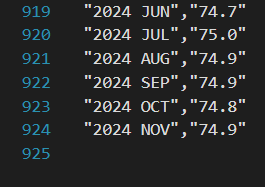 919 "2024 JUN","74.7"
920 "2024 JUL","75.0"
921 "2024 AUG","74.9"
922 "2024 SEP","74.9"
923 "2024 OCT","74.8"
924 "2024 NOV","74.9"
925